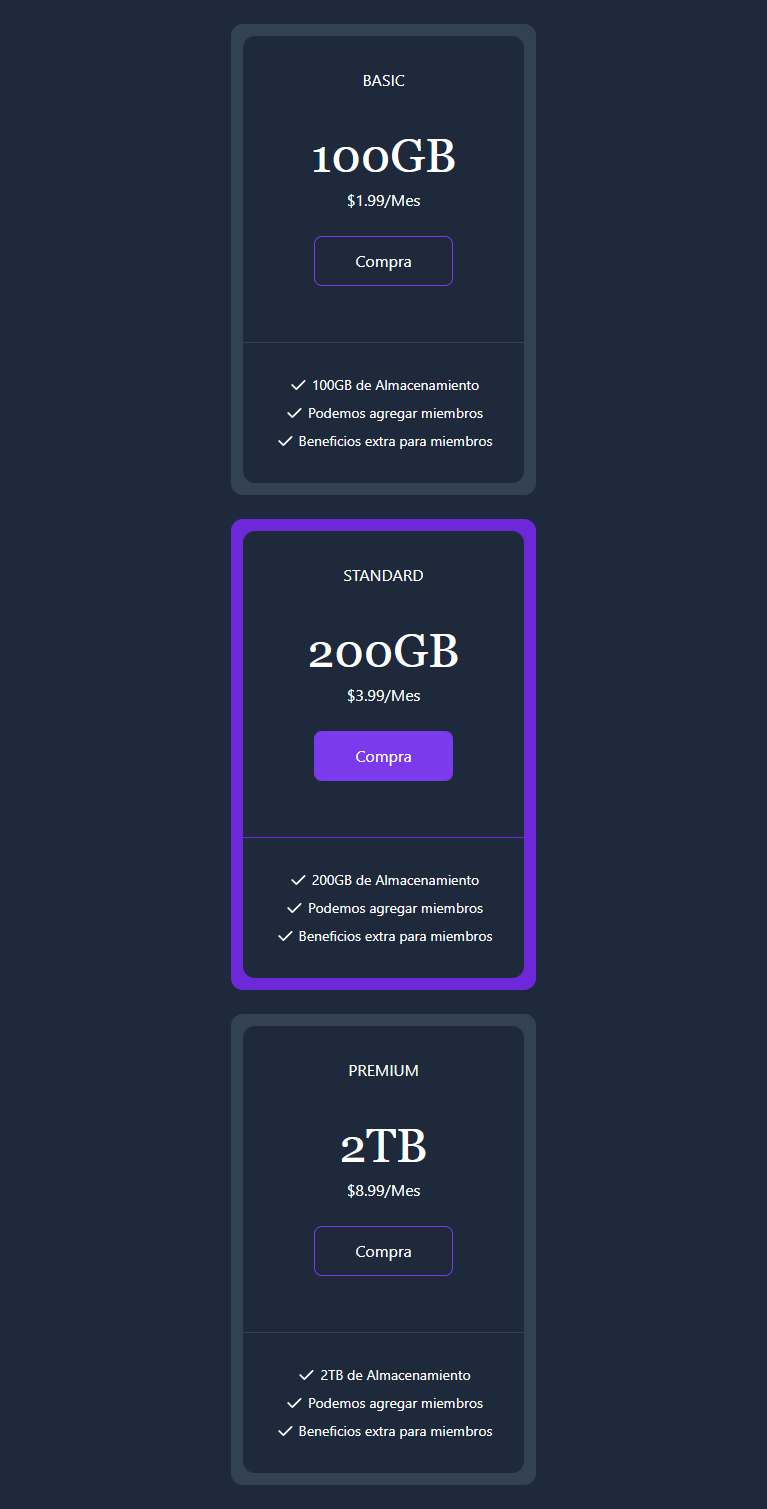 BASIC
100GB
$1.99/Mes
Compra
100GB de Almacenamiento
Podemos agregar miembros
Beneficios extra para miembros
STANDARD
200GB
$3.99/Mes
Compra
200GB de Almacenamiento
Podemos agregar miembros
Beneficios extra para miembros
PREMIUM
2TB
$8.99/Mes
Compra
2TB de Almacenamiento
Podemos agregar miembros
Beneficios extra para miembros